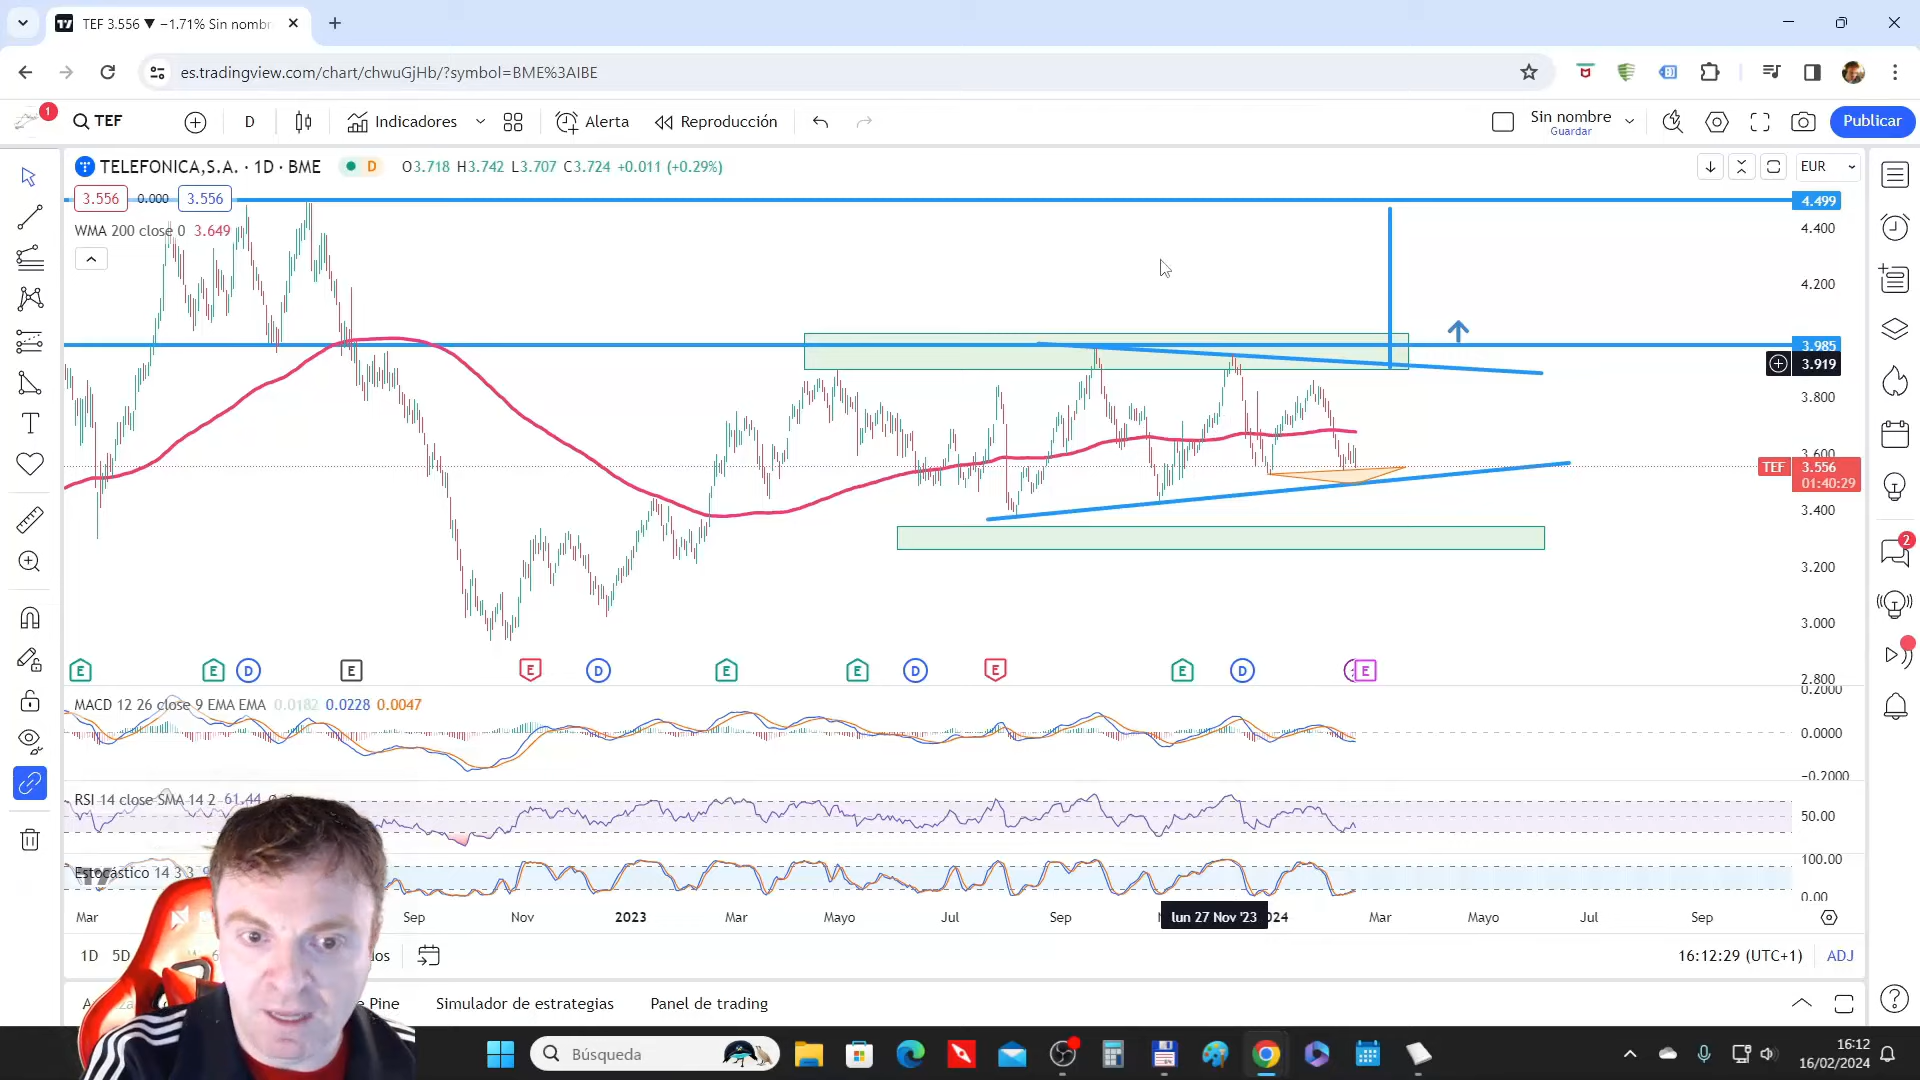 TEF 3.556 ▼ −1.71% Sin nombr
es.tradingview.com/chart/chwuGjHb/?symbol=BME%3AIBE
1
TEF
D
Indicadores
Alerta
Reproducción
Sin nombre
Guardar
Publicar
TELEFONICA,S.A. · 1D · BME
D
O3.718 H3.742 L3.707 C3.724 +0.011 (+0.29%)
EUR
3.556 0.000 3.556
WMA 200 close 0 3.649
4.499
4.400
4.200
3.985
3.919
3.800
3.600
TEF 3.556
01:40:29
3.400
3.200
3.000
2.800
2
E E D E E D E E D E E D E
MACD 12 26 close 9 EMA EMA 0.0182 0.0228 0.0047
0.2000
0.0000
−0.2000
RSI 14 close SMA 14 2 61.44
50.00
Estocástico 14 3 3
100.00
0.00
Mar Sep Nov 2023 Mar Mayo Jul Sep lun 27 Nov '23 Mar Mayo Jul Sep
1D 5D
16:12:29 (UTC+1) ADJ
Pine Simulador de estrategias Panel de trading
Búsqueda
16:12
16/02/2024